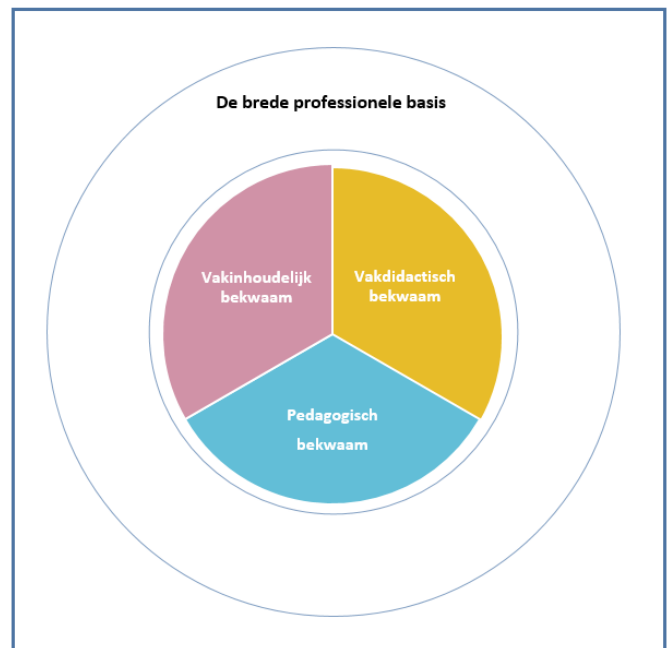 De brede professionele basis
Vakinhoudelijk
bekwaam
Vakdidactisch
bekwaam
Pedagogisch
bekwaam